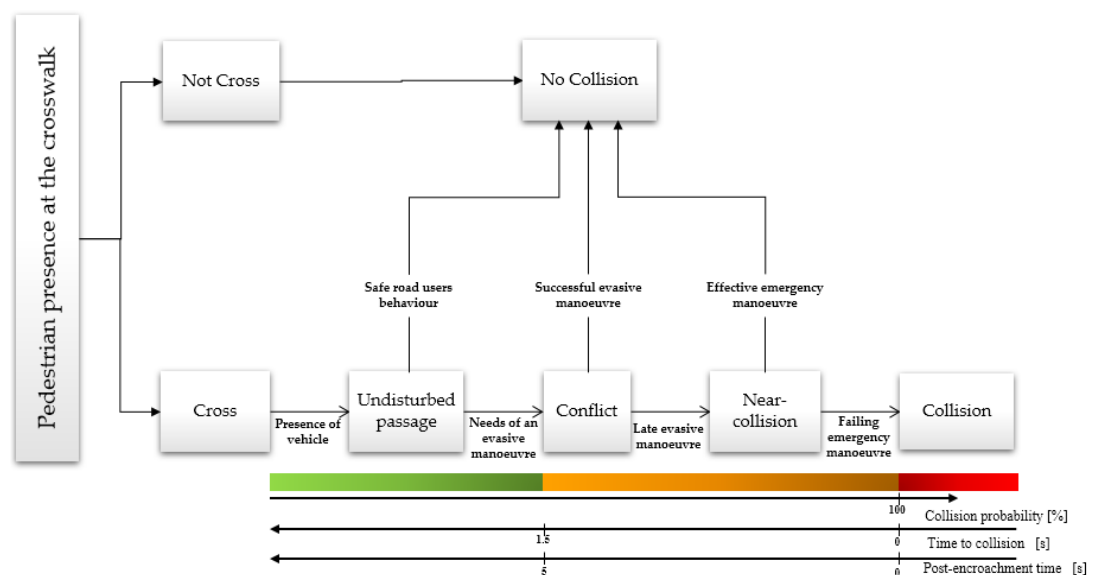 Pedestrian presence at the crosswalk
Not Cross
No Collision
Safe road users
behaviour
Successful evasive
manoeuvre
Effective emergency
manoeuvre
Cross
Presence of
vehicle
Undisturbed
passage
Needs of an
evasive
manoeuvre
Conflict
Late evasive
manoeuvre
Near-
collision
Failing
emergency
manoeuvre
Collision
100
Collision probability [%]
1.5
0
Time to collision [s]
5
0
Post-encroachment time [s]